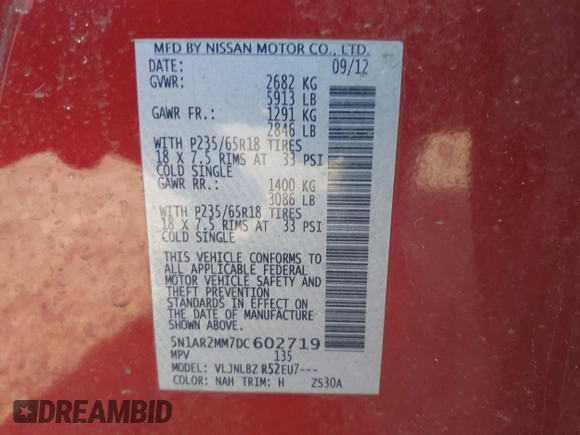 MFD BY NISSAN MOTOR CO., LTD.
DATE: 09/12
GVWR: 2682 KG
5913 LB
GAWR FR.: 1291 KG
2846 LB
WITH P235/65R18 TIRES
18 X 7.5 RIMS AT 33 PSI
COLD SINGLE
GAWR RR.: 1400 KG
3086 LB
WITH P235/65R18 TIRES
18 X 7.5 RIMS AT 33 PSI
COLD SINGLE
THIS VEHICLE CONFORMS TO
ALL APPLICABLE FEDERAL
MOTOR VEHICLE SAFETY AND
THEFT PREVENTION
STANDARDS IN EFFECT ON
THE DATE OF MANUFACTURE
SHOWN ABOVE.
5N1AR2MM7DC602719
MPV 135
MODEL: VLJNLBZ R52EU7---
COLOR: NAH TRIM: H ZS30A
DREAMBID